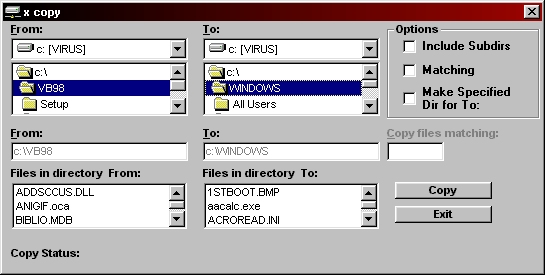 x copy
From:
To:
Options
c: [VIRUS]
c: [VIRUS]
Include Subdirs
Matching
Make Specified
Dir for To:
c:\
VB98
Setup
c:\
WINDOWS
All Users
From:
To:
Copy files matching:
c:\VB98
c:\WINDOWS
Files in directory From:
Files in directory To:
ADDSCCUS.DLL
ANIGIF.oca
BIBLIO.MDB
1STBOOT.BMP
aacalc.exe
ACROREAD.INI
Copy
Exit
Copy Status: